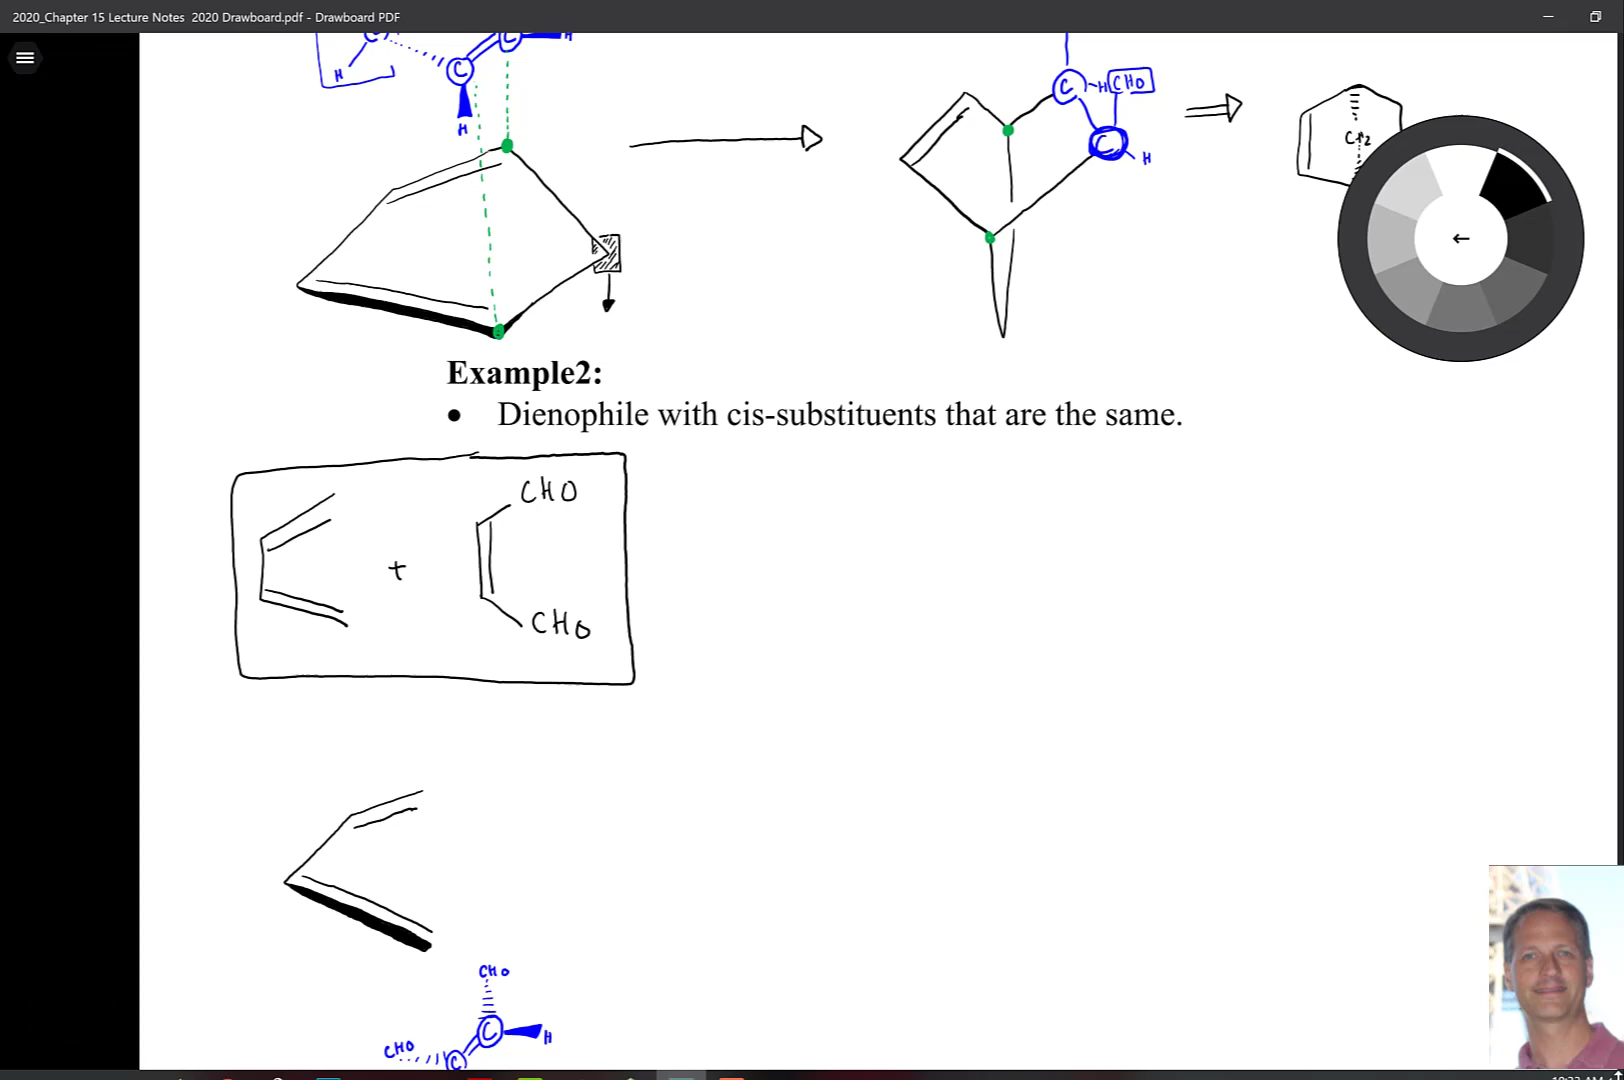 2020_Chapter 15 Lecture Notes 2020 Drawboard.pdf - Drawboard PDF
C
C
H
H
C
H
C
H
CHO
C
H
Example2:
• Dienophile with cis-substituents that are the same.
CHO
+
CHO
CHO
C
H
CHO
C